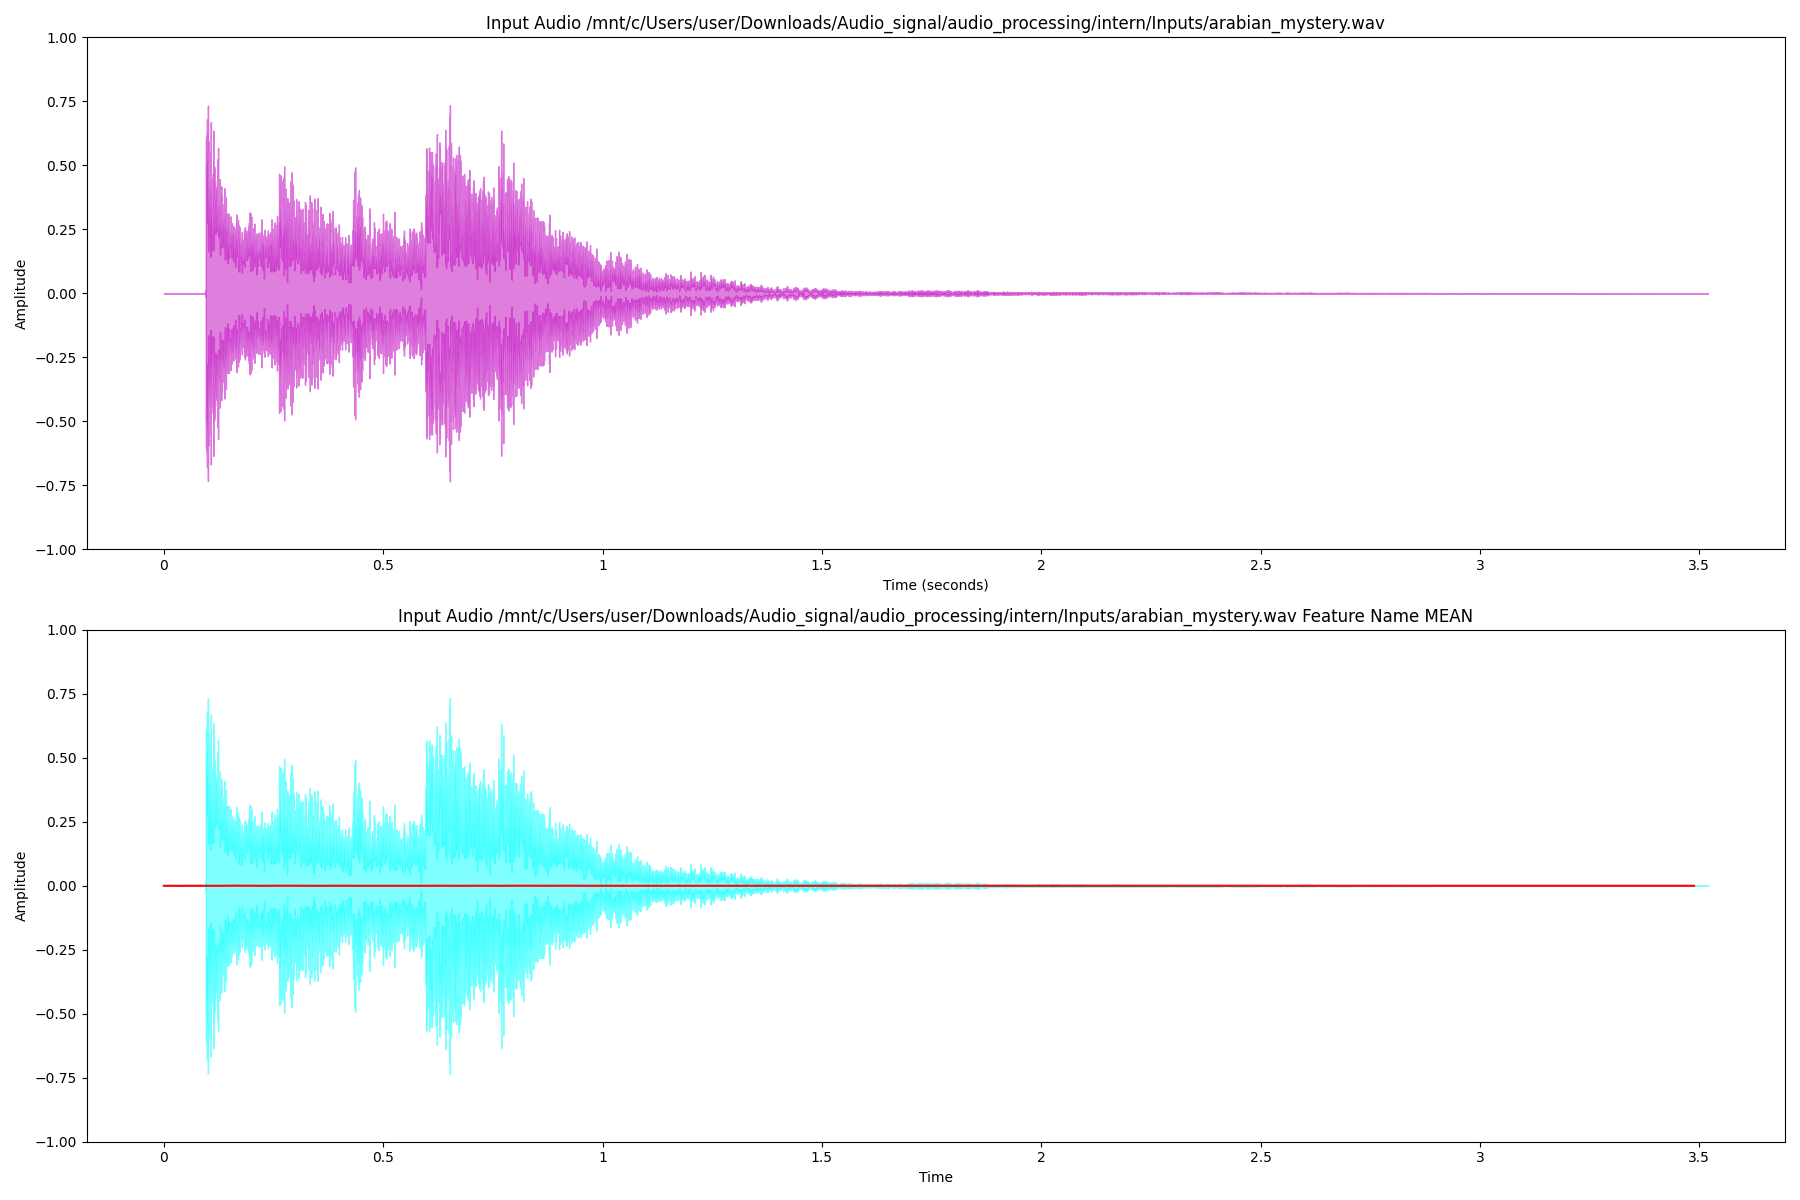 Input Audio /mnt/c/Users/user/Downloads/Audio_signal/audio_processing/intern/Inputs/arabian_mystery.wav
1.00
0.75
0.50
0.25
0.00
−0.25
−0.50
−0.75
−1.00
Amplitude
0 0.5 1 1.5 2 2.5 3 3.5
Time (seconds)
Input Audio /mnt/c/Users/user/Downloads/Audio_signal/audio_processing/intern/Inputs/arabian_mystery.wav Feature Name MEAN
1.00
0.75
0.50
0.25
0.00
−0.25
−0.50
−0.75
−1.00
Amplitude
0 0.5 1 1.5 2 2.5 3 3.5
Time